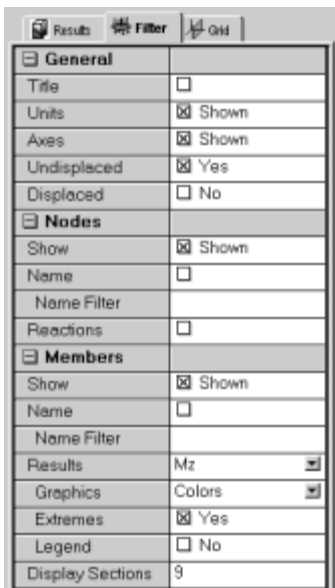 Results Filter Grid
General
Title
Units Shown
Axes Shown
Undisplaced Yes
Displaced No
Nodes
Show Shown
Name
Name Filter
Reactions
Members
Show Shown
Name
Name Filter
Results Mz
Graphics Colors
Extremes Yes
Legend No
Display Sections 9